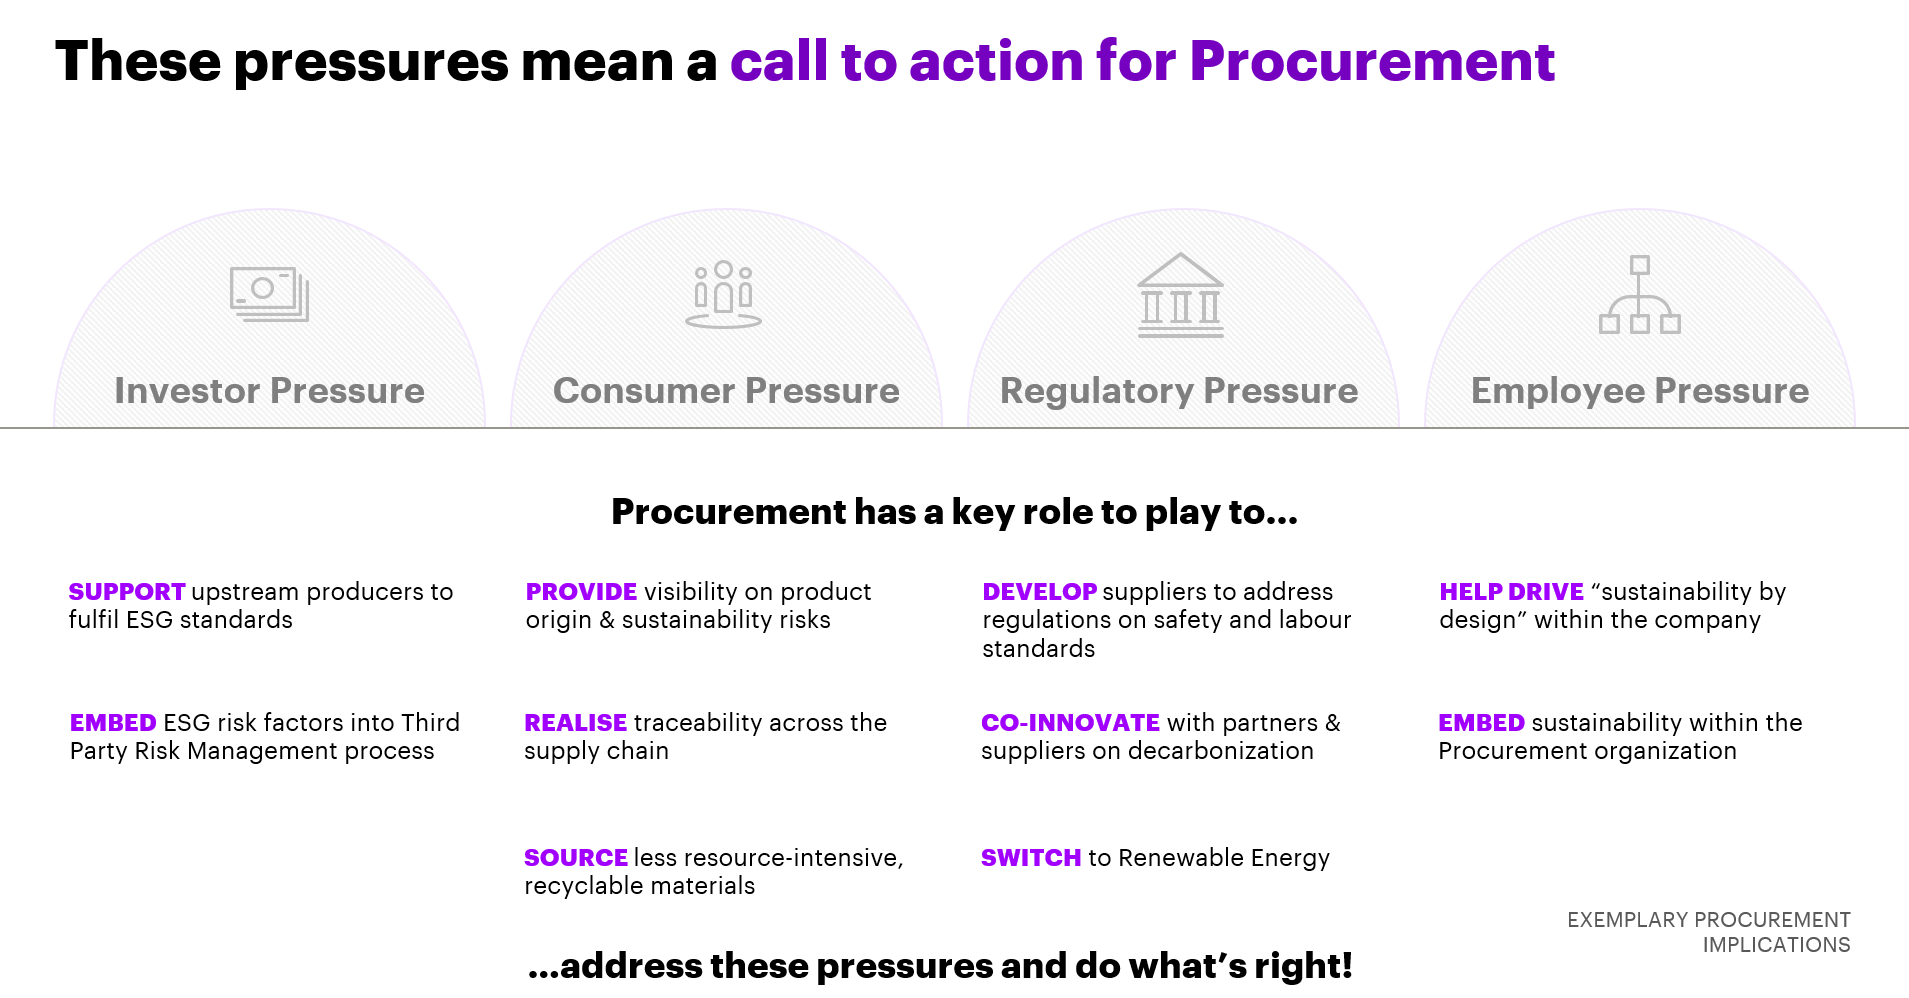 These pressures mean a call to action for Procurement
Investor Pressure
Consumer Pressure
Regulatory Pressure
Employee Pressure
Procurement has a key role to play to...
SUPPORT upstream producers to
fulfil ESG standards
PROVIDE visibility on product
origin & sustainability risks
DEVELOP suppliers to address
regulations on safety and labour
standards
HELP DRIVE “sustainability by
design” within the company
EMBED ESG risk factors into Third
Party Risk Management process
REALISE traceability across the
supply chain
CO-INNOVATE with partners &
suppliers on decarbonization
EMBED sustainability within the
Procurement organization
SOURCE less resource-intensive,
recyclable materials
SWITCH to Renewable Energy
EXEMPLARY PROCUREMENT
IMPLICATIONS
...address these pressures and do what’s right!